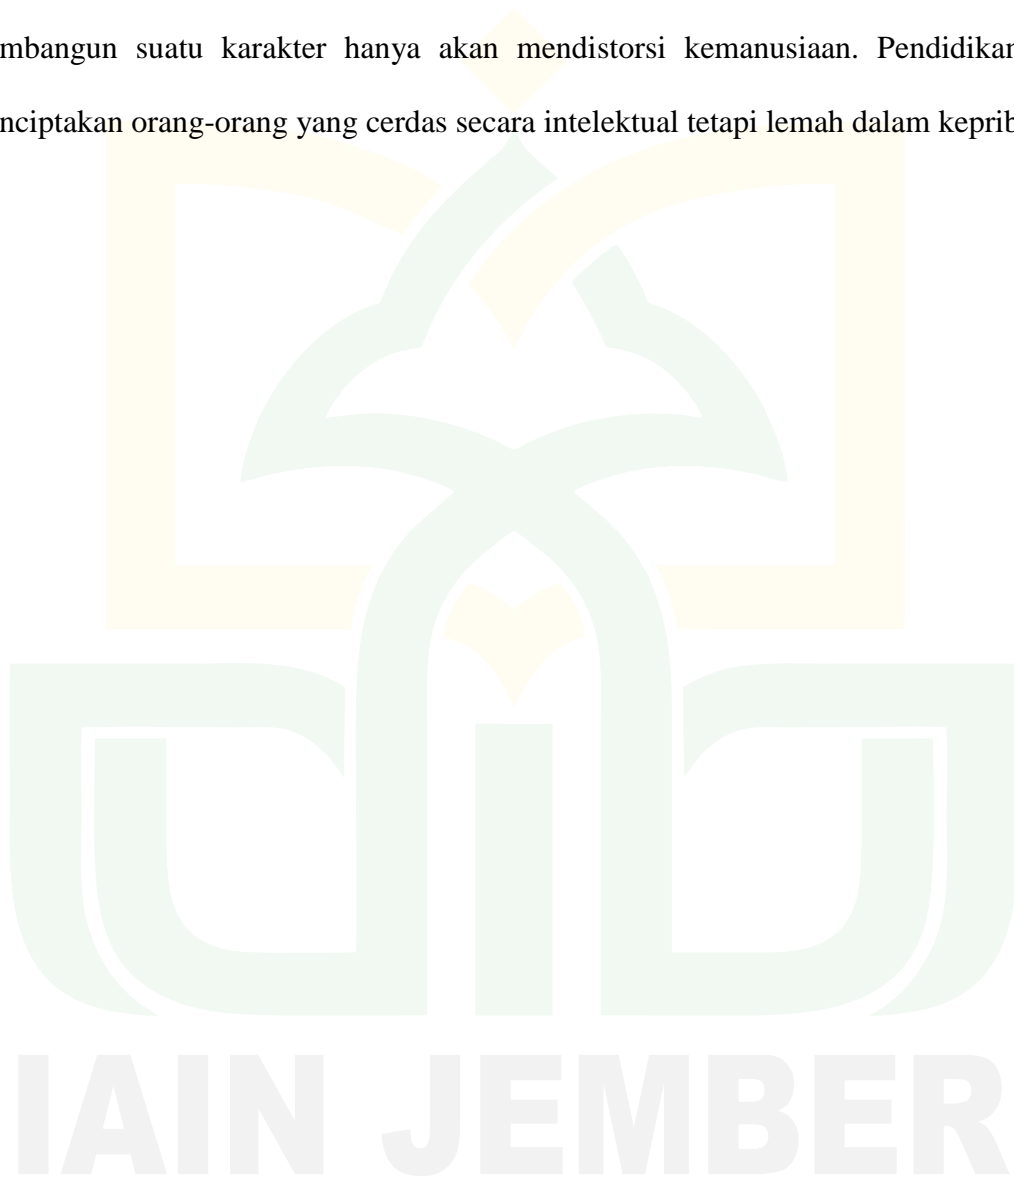 mbangun suatu karakter hanya akan mendistorsi kemanusiaan. Pendidikan
nciptakan orang-orang yang cerdas secara intelektual tetapi lemah dalam keprib
IAIN JEMBER